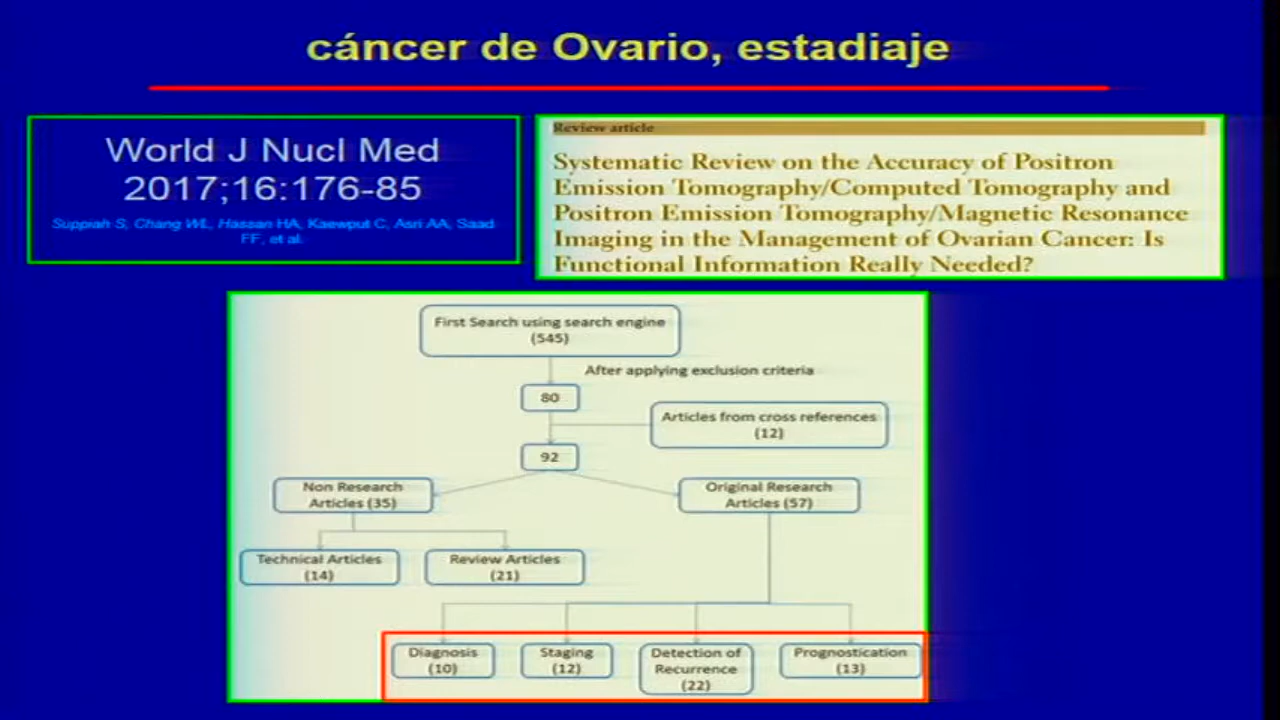 cáncer de Ovario, estadiaje
World J Nucl Med
2017;16:176-85
Suppiah S, Chang WL, Hassan HA, Kaewput C, Asri AA, Saad
FF, et al.
Review article
Systematic Review on the Accuracy of Positron
Emission Tomography/Computed Tomography and
Positron Emission Tomography/Magnetic Resonance
Imaging in the Management of Ovarian Cancer: Is
Functional Information Really Needed?
First Search using search engine
(545)
After applying exclusion criteria
80
Articles from cross references
(12)
92
Non Research
Articles (35)
Original Research
Articles (57)
Technical Articles
(14)
Review Articles
(21)
Diagnosis
(10)
Staging
(12)
Detection of
Recurrence
(22)
Prognostication
(13)